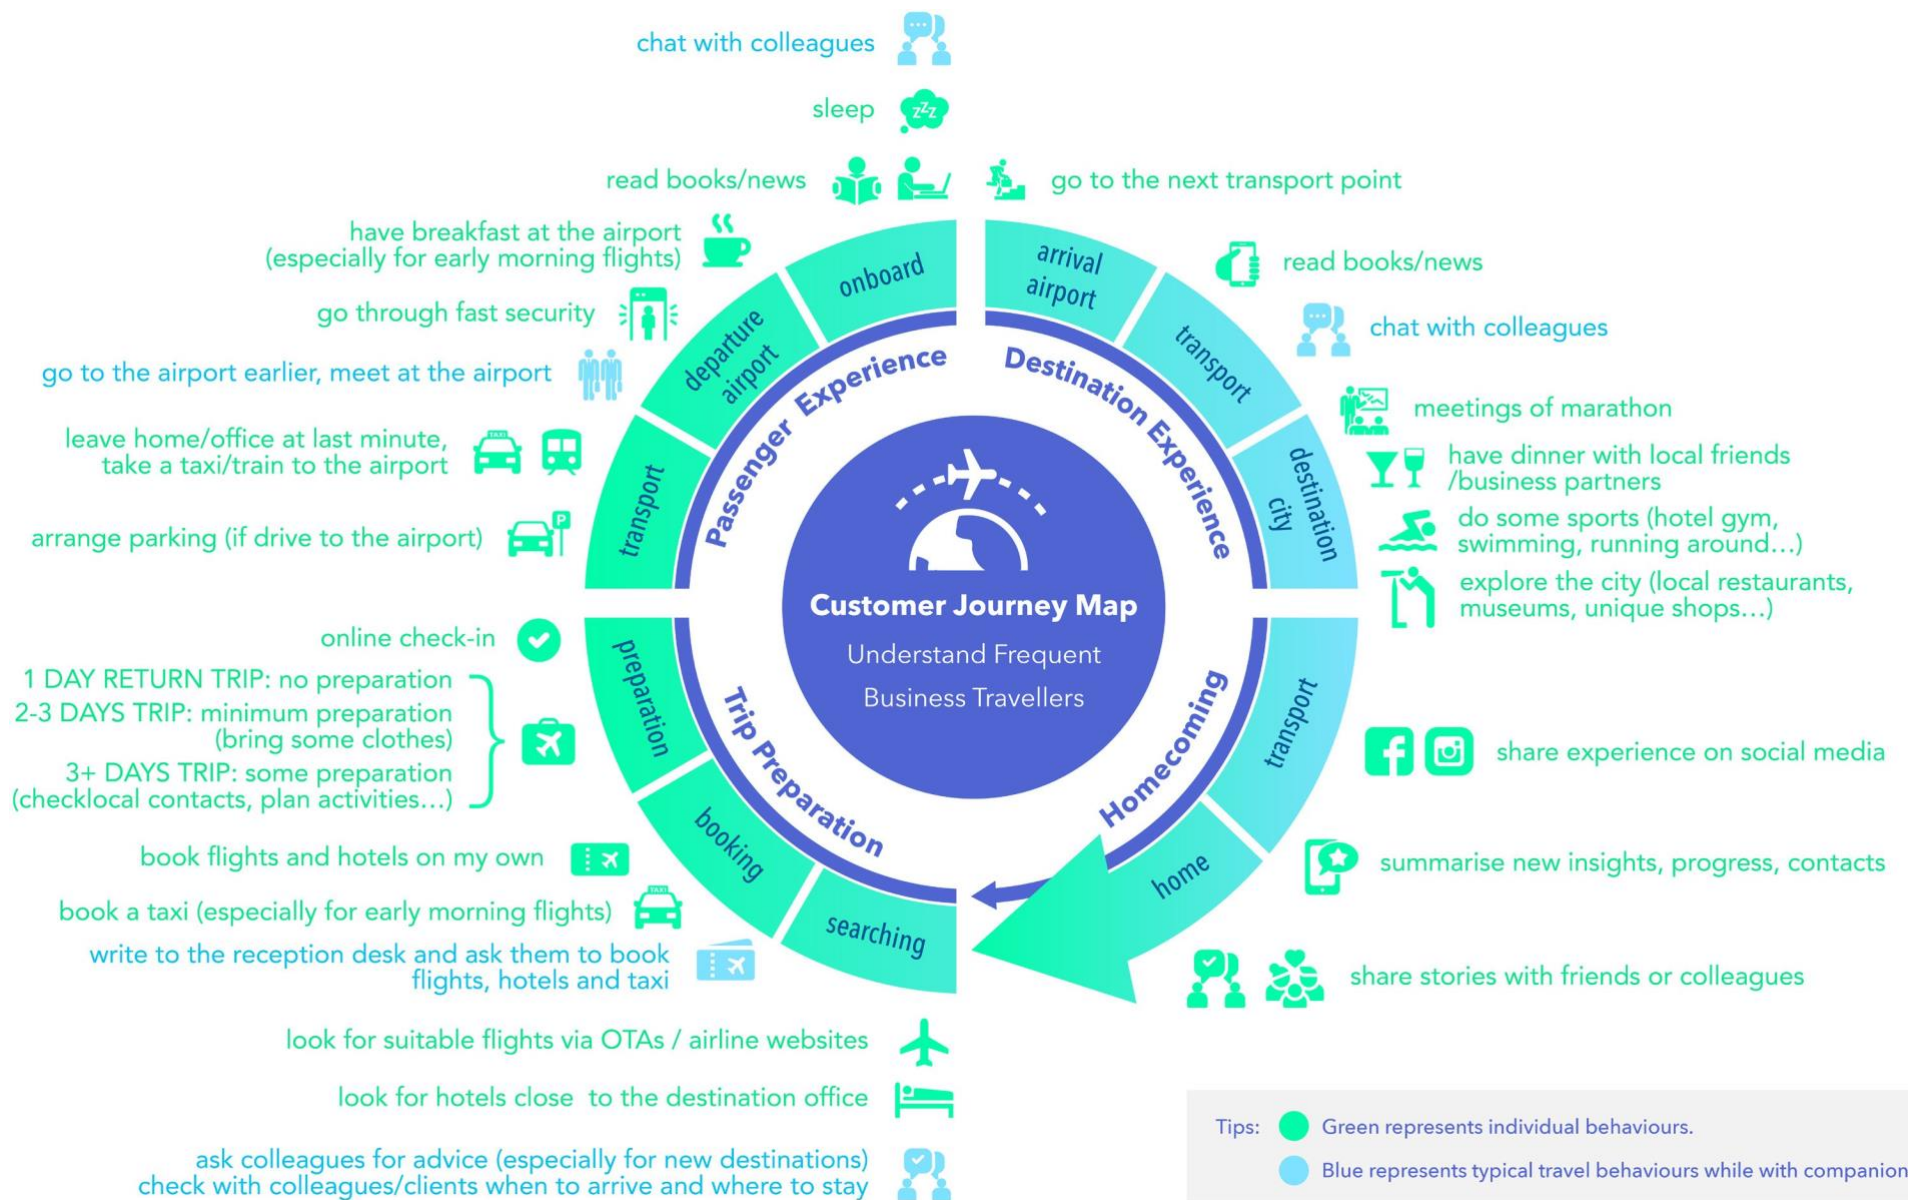 chat with colleagues
sleep
zZz
read books/news
go to the next transport point
have breakfast at the airport
(especially for early morning flights)
onboard
arrival
airport
read books/news
go through fast security
departure
airport
transport
chat with colleagues
go to the airport earlier, meet at the airport
Passenger Experience
Destination Experience
meetings of marathon
leave home/office at last minute,
take a taxi/train to the airport
TAXI
transport
destination
city
have dinner with local friends
/business partners
arrange parking (if drive to the airport)
P
do some sports (hotel gym,
swimming, running around...)
explore the city (local restaurants,
museums, unique shops...)
Customer Journey Map
Understand Frequent
Business Travellers
online check-in
1 DAY RETURN TRIP: no preparation
2-3 DAYS TRIP: minimum preparation
(bring some clothes)
3+ DAYS TRIP: some preparation
(checklocal contacts, plan activities...)
preparation
Trip Preparation
Homecoming
transport
f
share experience on social media
book flights and hotels on my own
booking
home
summarise new insights, progress, contacts
book a taxi (especially for early morning flights)
TAXI
searching
write to the reception desk and ask them to book
flights, hotels and taxi
share stories with friends or colleagues
look for suitable flights via OTAs / airline websites
look for hotels close to the destination office
ask colleagues for advice (especially for new destinations)
check with colleagues/clients when to arrive and where to stay
Tips:
Green represents individual behaviours.
Blue represents typical travel behaviours while with companion